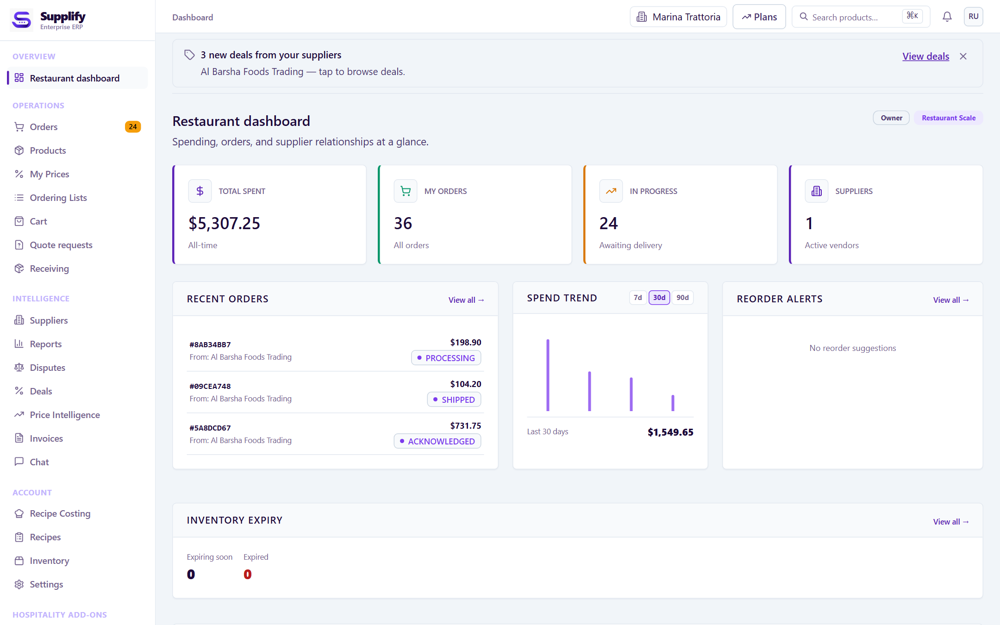 Supplify
Enterprise ERP
Dashboard
Marina Trattoria
Plans
Search products...
⌘K
RU
OVERVIEW
Restaurant dashboard
OPERATIONS
Orders
24
Products
My Prices
Ordering Lists
Cart
Quote requests
Receiving
INTELLIGENCE
Suppliers
Reports
Disputes
Deals
Price Intelligence
Invoices
Chat
ACCOUNT
Recipe Costing
Recipes
Inventory
Settings
HOSPITALITY ADD-ONS
3 new deals from your suppliers
Al Barsha Foods Trading — tap to browse deals.
View deals
Restaurant dashboard
Spending, orders, and supplier relationships at a glance.
Owner
Restaurant Scale
TOTAL SPENT
$5,307.25
All-time
MY ORDERS
36
All orders
IN PROGRESS
24
Awaiting delivery
SUPPLIERS
1
Active vendors
RECENT ORDERS
View all →
#8AB34BB7
From: Al Barsha Foods Trading
$198.90
PROCESSING
#09CEA748
From: Al Barsha Foods Trading
$104.20
SHIPPED
#5A8DCD67
From: Al Barsha Foods Trading
$731.75
ACKNOWLEDGED
SPEND TREND
7d
30d
90d
Last 30 days
$1,549.65
REORDER ALERTS
View all →
No reorder suggestions
INVENTORY EXPIRY
View all →
Expiring soon
0
Expired
0